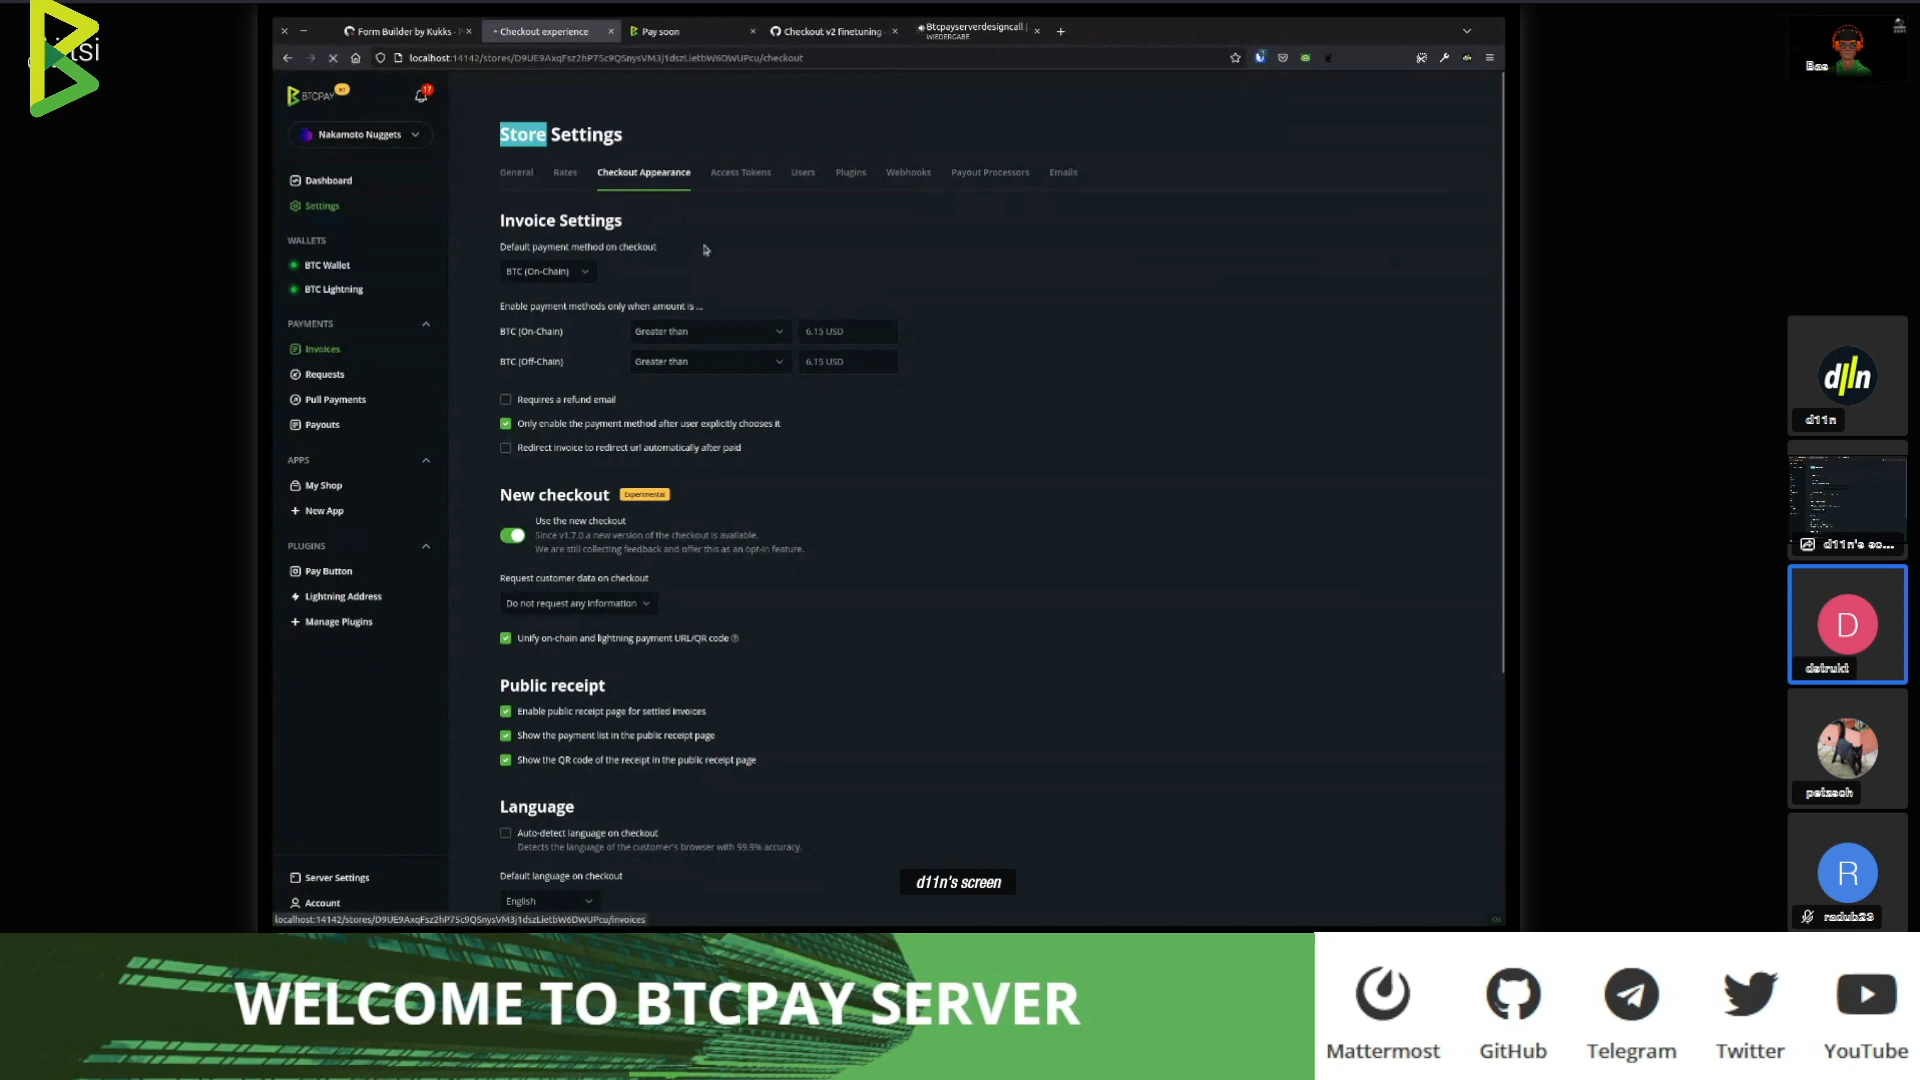 Form Builder by Kukks - P
Checkout experience
Pay soon
Checkout v2 finetuning
Btcpayserverdesigncall |
WIEDERGABE
localhost:14142/stores/D9UE9AxqFsz2hP75c9QSnysVM3j1dszLietbW6DWUPcu/checkout
BTCPAY
17
Nakamoto Nuggets
Dashboard
Settings
WALLETS
BTC Wallet
BTC Lightning
PAYMENTS
Invoices
Requests
Pull Payments
Payouts
APPS
My Shop
New App
PLUGINS
Pay Button
Lightning Address
Manage Plugins
Server Settings
Account
Store Settings
General Rates Checkout Appearance Access Tokens Users Plugins Webhooks Payout Processors Emails
Invoice Settings
Default payment method on checkout
BTC (On-Chain)
Enable payment methods only when amount is ...
BTC (On-Chain) Greater than 6.15 USD
BTC (Off-Chain) Greater than 6.15 USD
Requires a refund email
Only enable the payment method after user explicitly chooses it
Redirect invoice to redirect url automatically after paid
New checkout Experimental
Use the new checkout
Since v1.7.0 a new version of the checkout is available.
We are still collecting feedback and offer this as an opt-in feature.
Request customer data on checkout
Do not request any information
Unify on-chain and lightning payment URL/QR code
Public receipt
Enable public receipt page for settled invoices
Show the payment list in the public receipt page
Show the QR code of the receipt in the public receipt page
Language
Auto-detect language on checkout
Detects the language of the customer's browser with 99.9% accuracy.
Default language on checkout
English
localhost:14142/stores/D9UE9AxqFsz2hP75c9QSnysVM3j1dszLietbW6DWUPcu/invoices
d11n's screen
Bas
d11n
d11n
d11n's sc...
D
dstrukt
petzsch
R
radub23
WELCOME TO BTCPAY SERVER
Mattermost
GitHub
Telegram
Twitter
YouTube